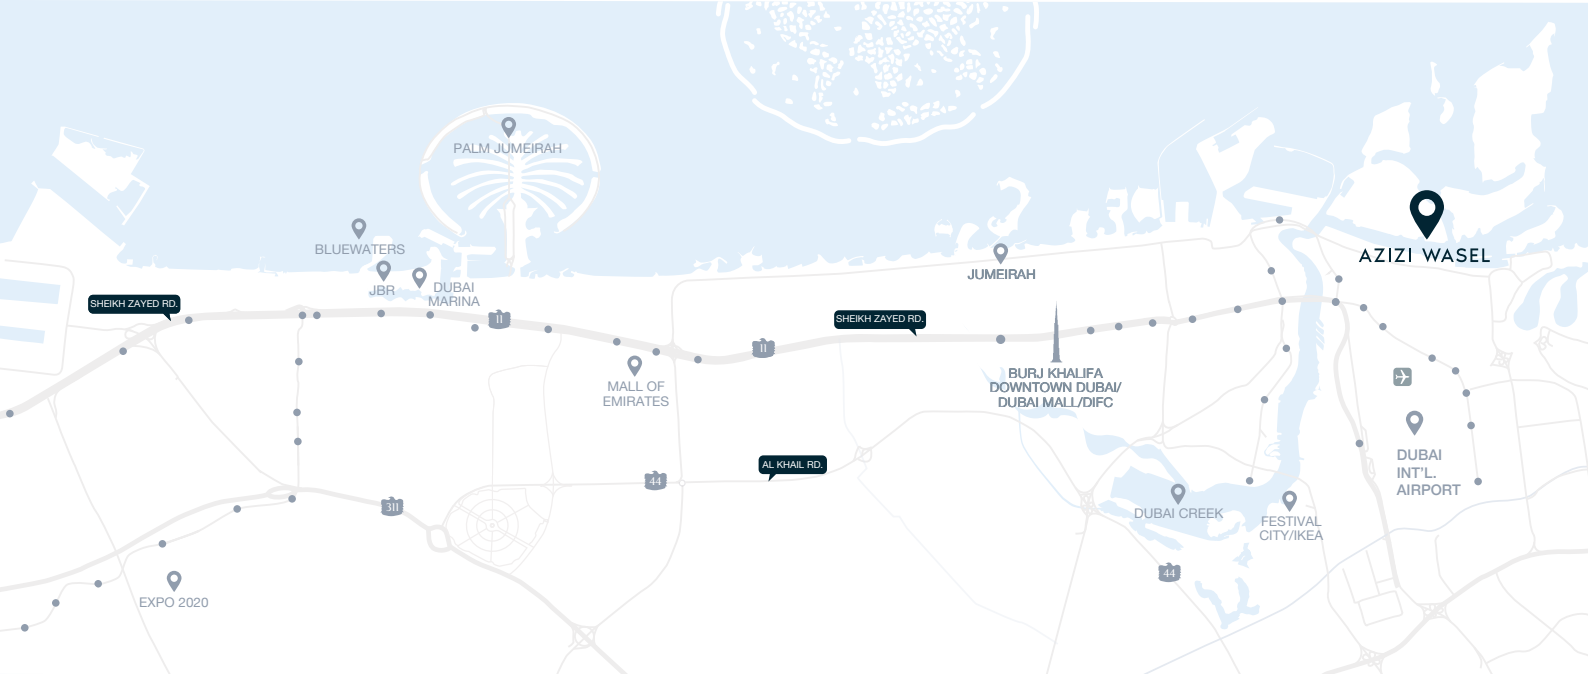 PALM JUMEIRAH
BLUEWATERS
JBR
DUBAI
MARINA
SHEIKH ZAYED RD.
11
MALL OF
EMIRATES
11
SHEIKH ZAYED RD.
JUMEIRAH
BURJ KHALIFA
DOWNTOWN DUBAI/
DUBAI MALL/DIFC
AZIZI WASEL
DUBAI
INT'L.
AIRPORT
AL KHAIL RD.
44
311
DUBAI CREEK
FESTIVAL
CITY/IKEA
44
EXPO 2020